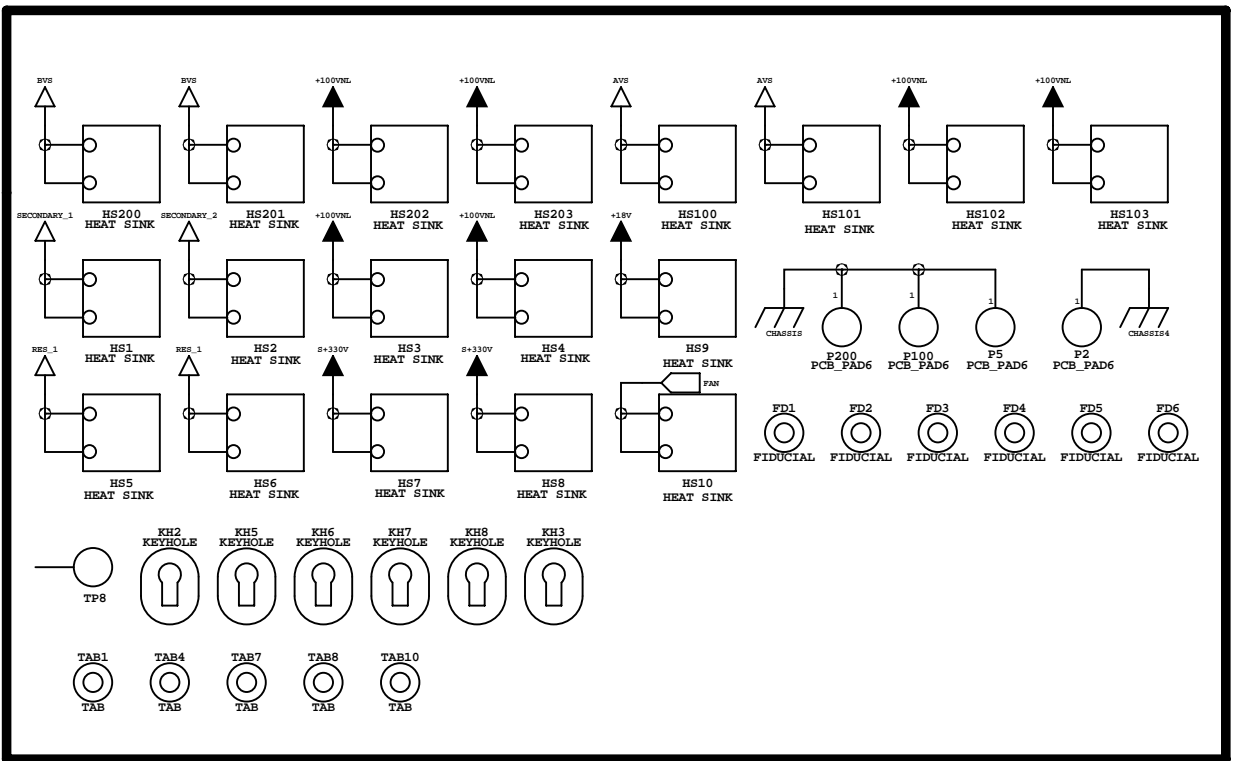 BVS BVS +100VNL +100VNL AVS AVS +100VNL +100VNL
HS200 HS201 HS202 HS203 HS100 HS101 HS102 HS103
HEAT SINK HEAT SINK HEAT SINK HEAT SINK HEAT SINK HEAT SINK HEAT SINK HEAT SINK
SECONDARY_1 SECONDARY_2 +100VNL +100VNL +18V
1 1 1 1
CHASSIS CHASSIS4
HS1 HS2 HS3 HS4 HS9 P200 P100 P5 P2
HEAT SINK HEAT SINK HEAT SINK HEAT SINK HEAT SINK PCB_PAD6 PCB_PAD6 PCB_PAD6 PCB_PAD6
RES_1 RES_1 S+330V S+330V
FAN
FD1 FD2 FD3 FD4 FD5 FD6
FIDUCIAL FIDUCIAL FIDUCIAL FIDUCIAL FIDUCIAL FIDUCIAL
HS5 HS6 HS7 HS8 HS10
HEAT SINK HEAT SINK HEAT SINK HEAT SINK HEAT SINK
KH2 KH5 KH6 KH7 KH8 KH3
KEYHOLE KEYHOLE KEYHOLE KEYHOLE KEYHOLE KEYHOLE
TP8
TAB1 TAB4 TAB7 TAB8 TAB10
TAB TAB TAB TAB TAB